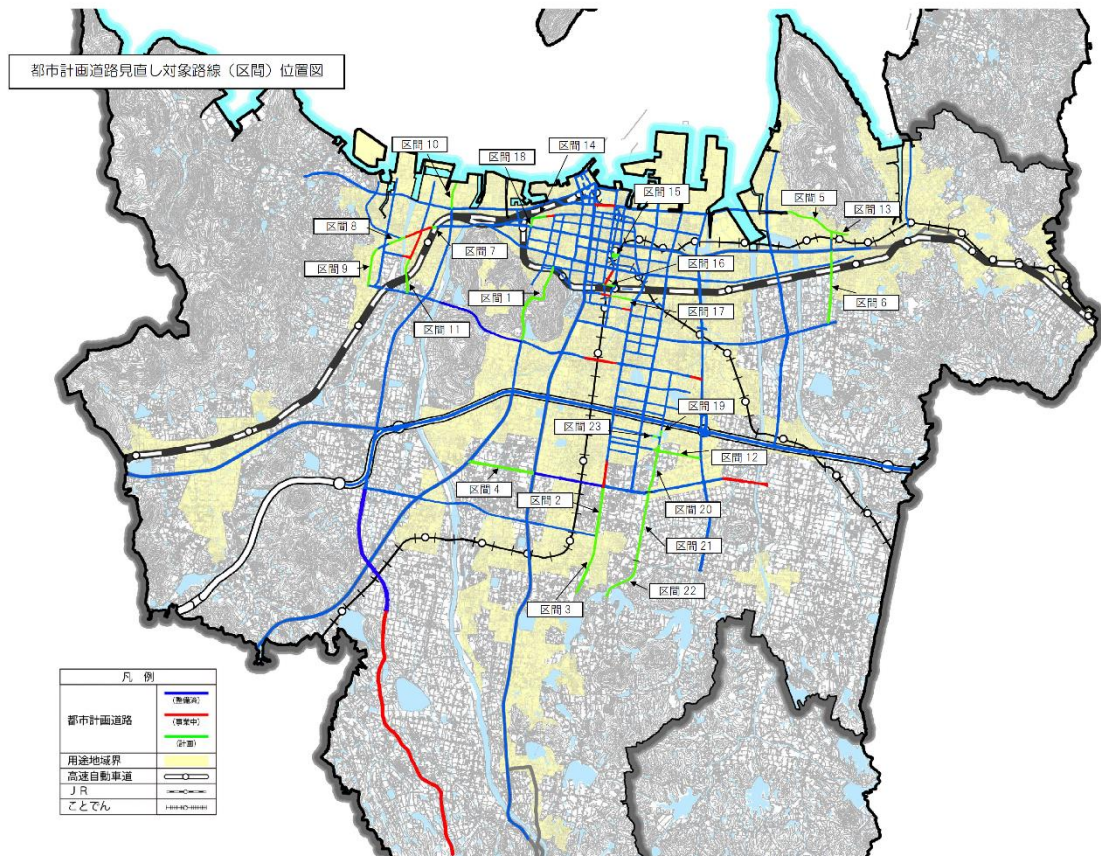 都市計画道路見直し対象路線（区間）位置図
区間 10
区間 18
区間 14
区間 15
区間 5
区間 13
区間 8
区間 9
区間 7
区間 16
区間 1
区間 17
区間 6
区間 11
区間 19
区間 23
区間 12
区間 4
区間 2
区間 20
区間 21
区間 22
区間 3
凡 例
都市計画道路
(整備済)
(事業中)
(計画)
用途地域界
高速自動車道
ＪＲ
ことでん